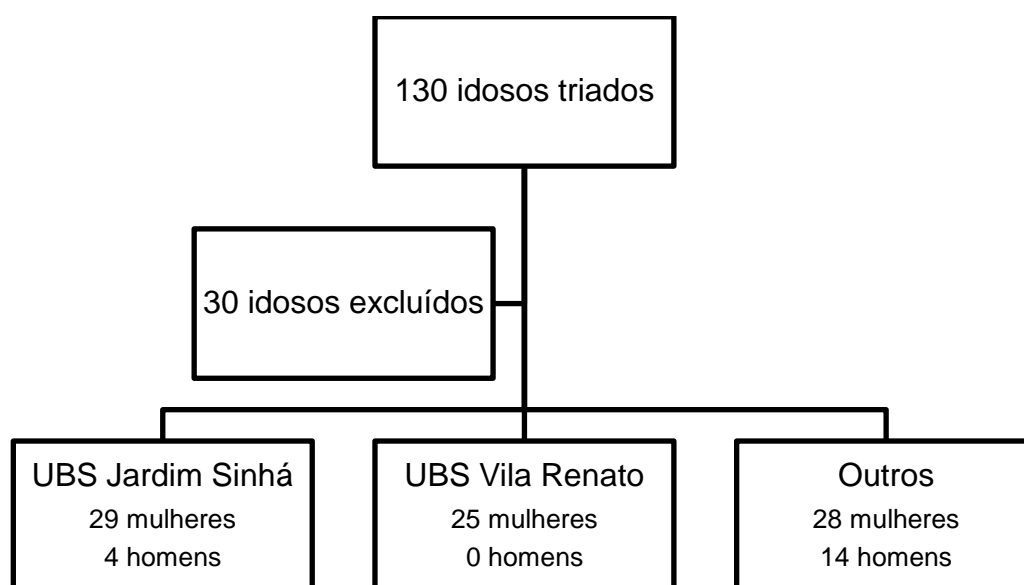 130 idosos triados
30 idosos excluídos
UBS Jardim Sinhá
29 mulheres
4 homens
UBS Vila Renato
25 mulheres
0 homens
Outros
28 mulheres
14 homens